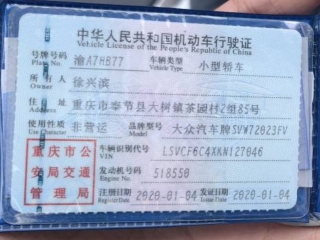 中华人民共和国机动车行驶证
Vehicle License of the People's Republic of China
号牌号码 渝A7MB77 车辆类型 小型轿车
Plate No. Vehicle Type
所有人 徐兴滨
Owner
住址 重庆市奉节县大树镇茶园村2组85号
Address
使用性质 非营运 品牌型号 大众汽车牌SVW72023FV
Use Character Model
重庆市公安局交通管理局
车辆识别代号 LSVCF6C4XKN127046
VIN
发动机号码 518550
Engine No.
注册日期 2020-01-04 发证日期 2020-01-04
Register Date Issue Date